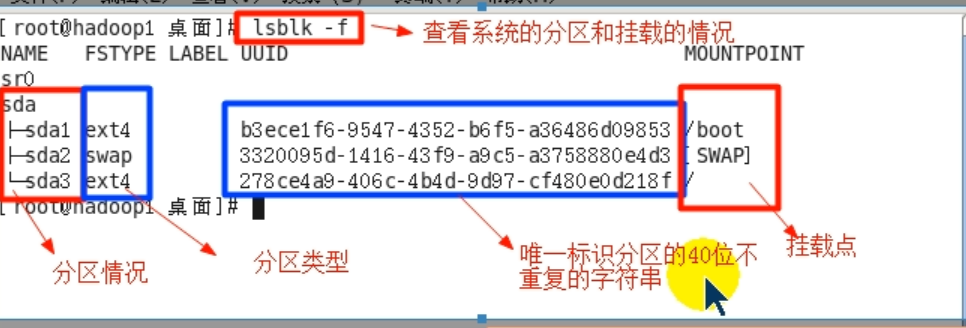 [root@hadoop1 桌面]# lsblk -f
查看系统的分区和挂载的情况
NAME FSTYPE LABEL UUID MOUNTPOINT
sr0
sda
├─sda1 ext4 b3ece1f6-9547-4352-b6f5-a36486d09853 /boot
├─sda2 swap 3320095d-1416-43f9-a9c5-a3758880e4d3 [SWAP]
└─sda3 ext4 278ce4a9-406c-4b4d-9d97-cf480e0d218f /
[root@hadoop1 桌面]#
分区情况
分区类型
唯一标识分区的40位不
重复的字符串
挂载点